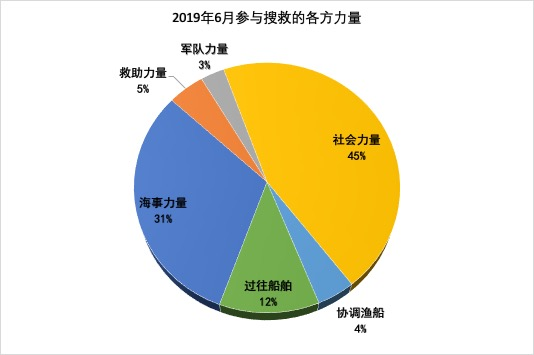 2019年6月参与搜救的各方力量
军队力量
3%
救助力量
5%
社会力量
45%
海事力量
31%
过往船舶
12%
协调渔船
4%